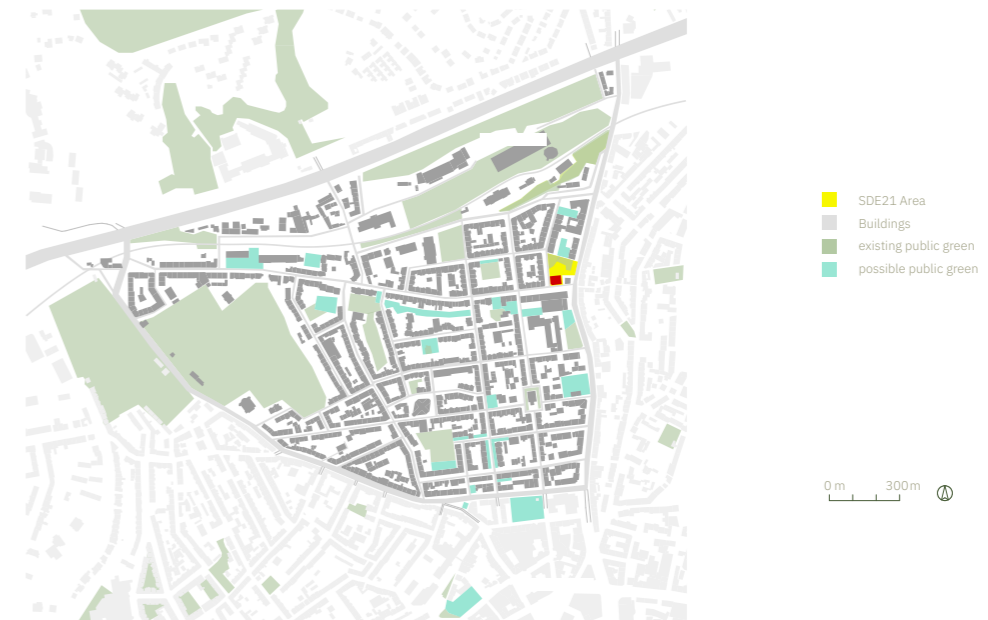 SDE21 Area
Buildings
existing public green
possible public green
0 m 300m